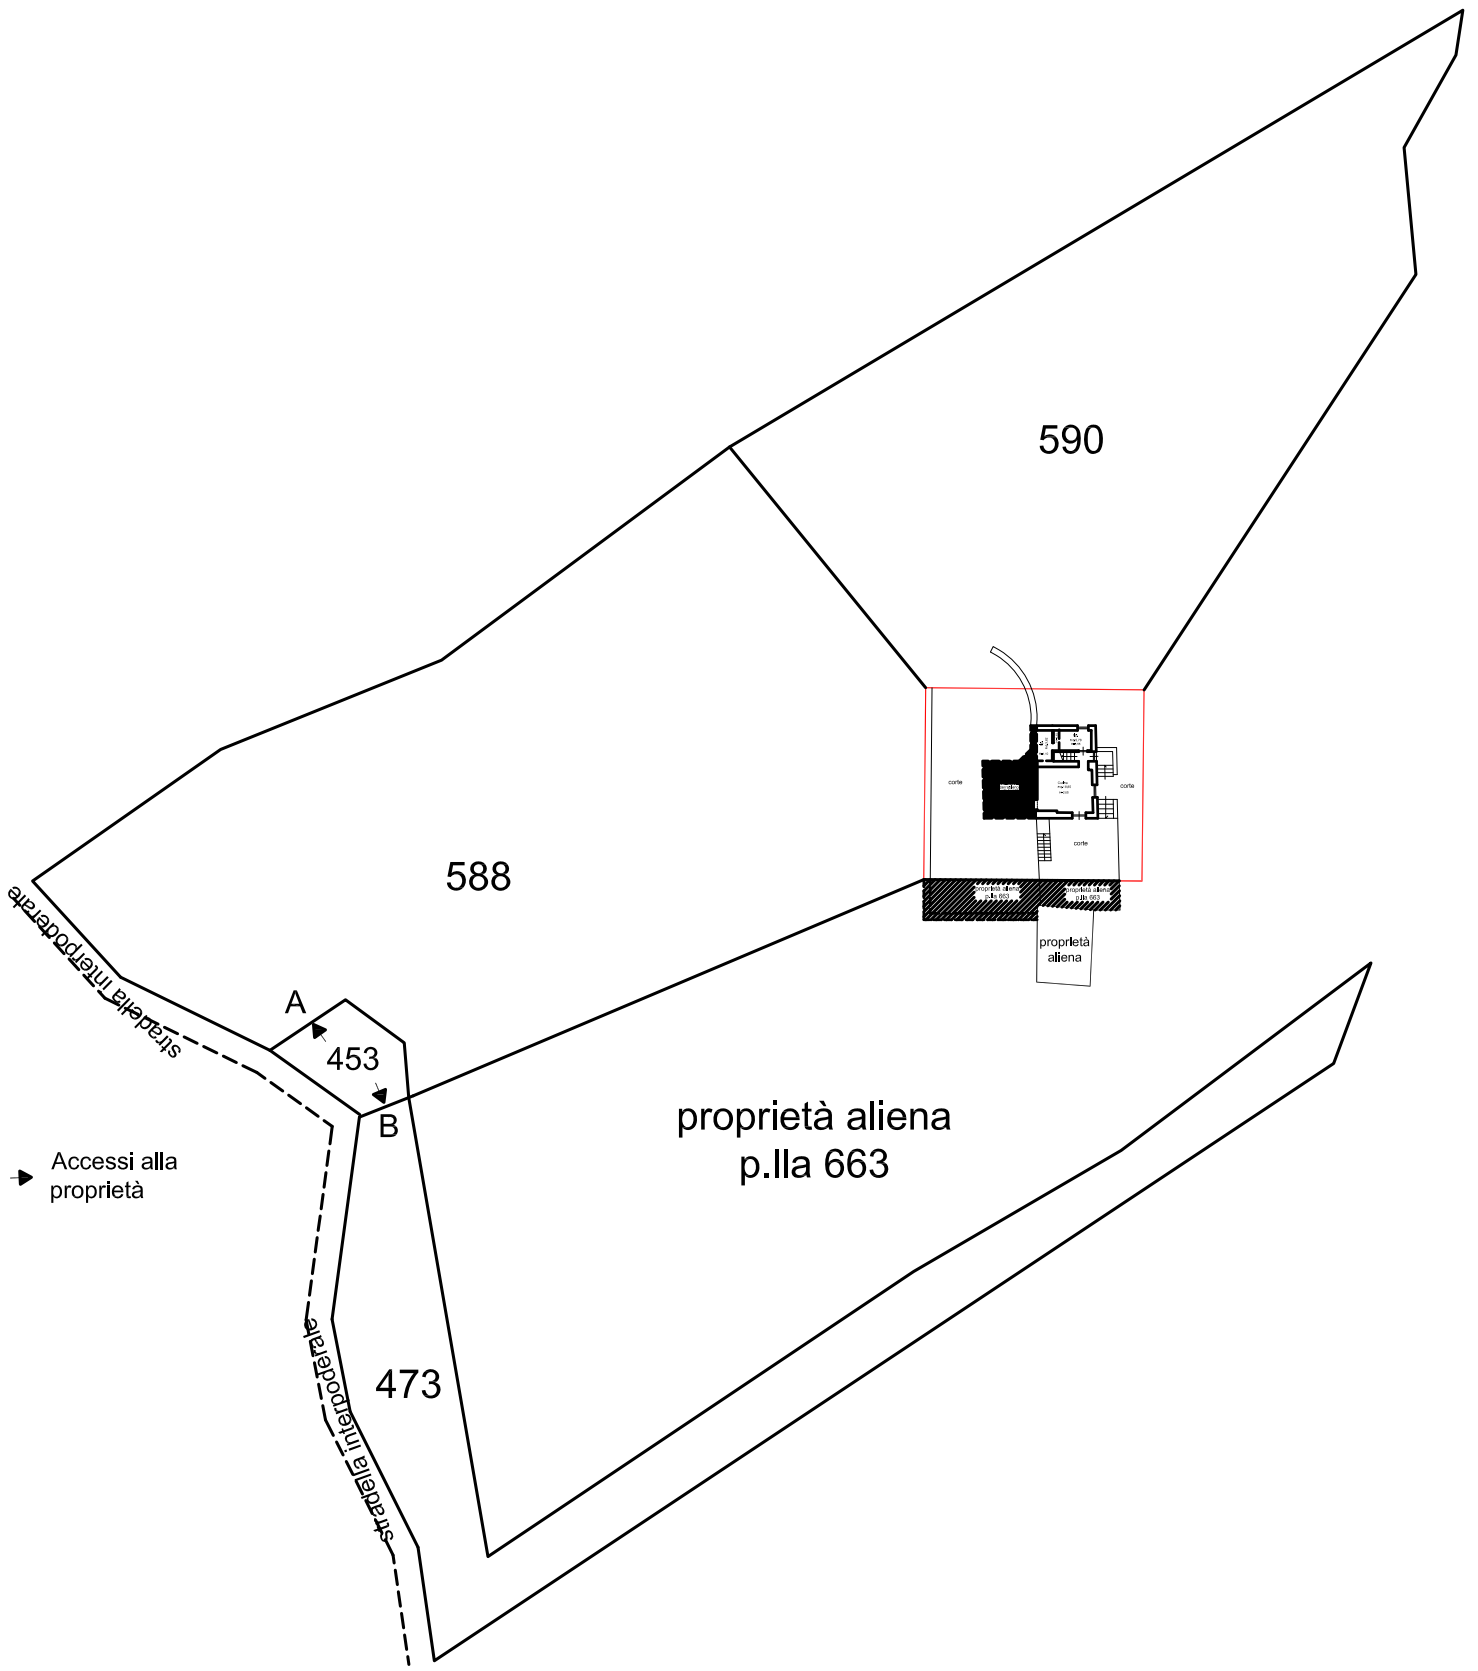 590
corte
corte
corte
588
proprietà aliena
p.lla 663
proprietà aliena
p.lla 663
proprietà
aliena
stradella interpoderale
A
453
B
proprietà aliena
p.lla 663
Accessi alla
proprietà
473
stradella interpoderale